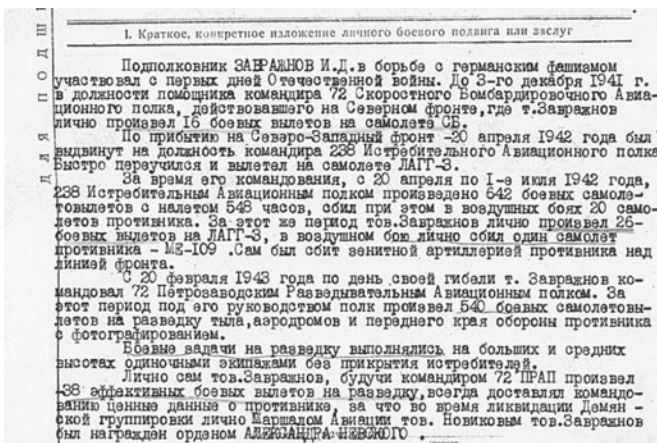 ДЛЯ ПОДШИ
I. Краткое, конкретное изложение личного боевого подвига или заслуг
Подполковник ЗАВРАЖНОВ И.Д. в борьбе с германским фашизмом
участвовал с первых дней Отечественной войны. До 3-го декабря 1941 г.
в должности помощника командира 72 Скоростного Бомбардировочного Авиа-
ционного полка, действовавшего на Северном фронте, где т.Завражнов
лично произвел 16 боевых вылетов на самолете СБ.
По прибытию на Северо-Западный фронт -20 апреля 1942 года был
выдвинут на должность командира 238 Истребительного Авиационного полка
Быстро переучился и вылетел на самолете ЛАГГ-3.
За время его командования, с 20 апреля по I-е июля 1942 года,
238 Истребительным Авиационным полком произведено 642 боевых самоле-
товылетов с налетом 548 часов, сбил при этом в воздушных боях 20 само-
летов противника. За этот же период тов.Завражнов лично произвел 26-
боевых вылетов на ЛАГГ-3, в воздушном бою лично сбил один самолет
противника - МЕ-109 .Сам был сбит зенитной артиллерией противника над
линией фронта.
С 20 февраля 1943 года по день своей гибели т. Завражнов ко-
мандовал 72 Петрозаводским Разведывательным Авиационным полком. За
этот период под его руководством полк произвел 540 боевых самолетовы-
летов на разведку тыла,аэродромов и переднего края обороны противника
с фотографированием.
Боевые задачи на разведку выполнялись на больших и средних
высотах одиночными экипажами без прикрытия истребителей.
Лично сам тов.Завражнов, будучи командиром 72 ПРАП произвел
-38 эффективных боевых вылетов на разведку,всегда доставлял командо-
ванию ценные данные о противнике, за что во время ликвидации Демян -
ской группировки лично Маршалом Авиации тов. Новиковым тов.Завражнов
был награжден орденом АЛЕКСАНДРА НЕВСКОГО .